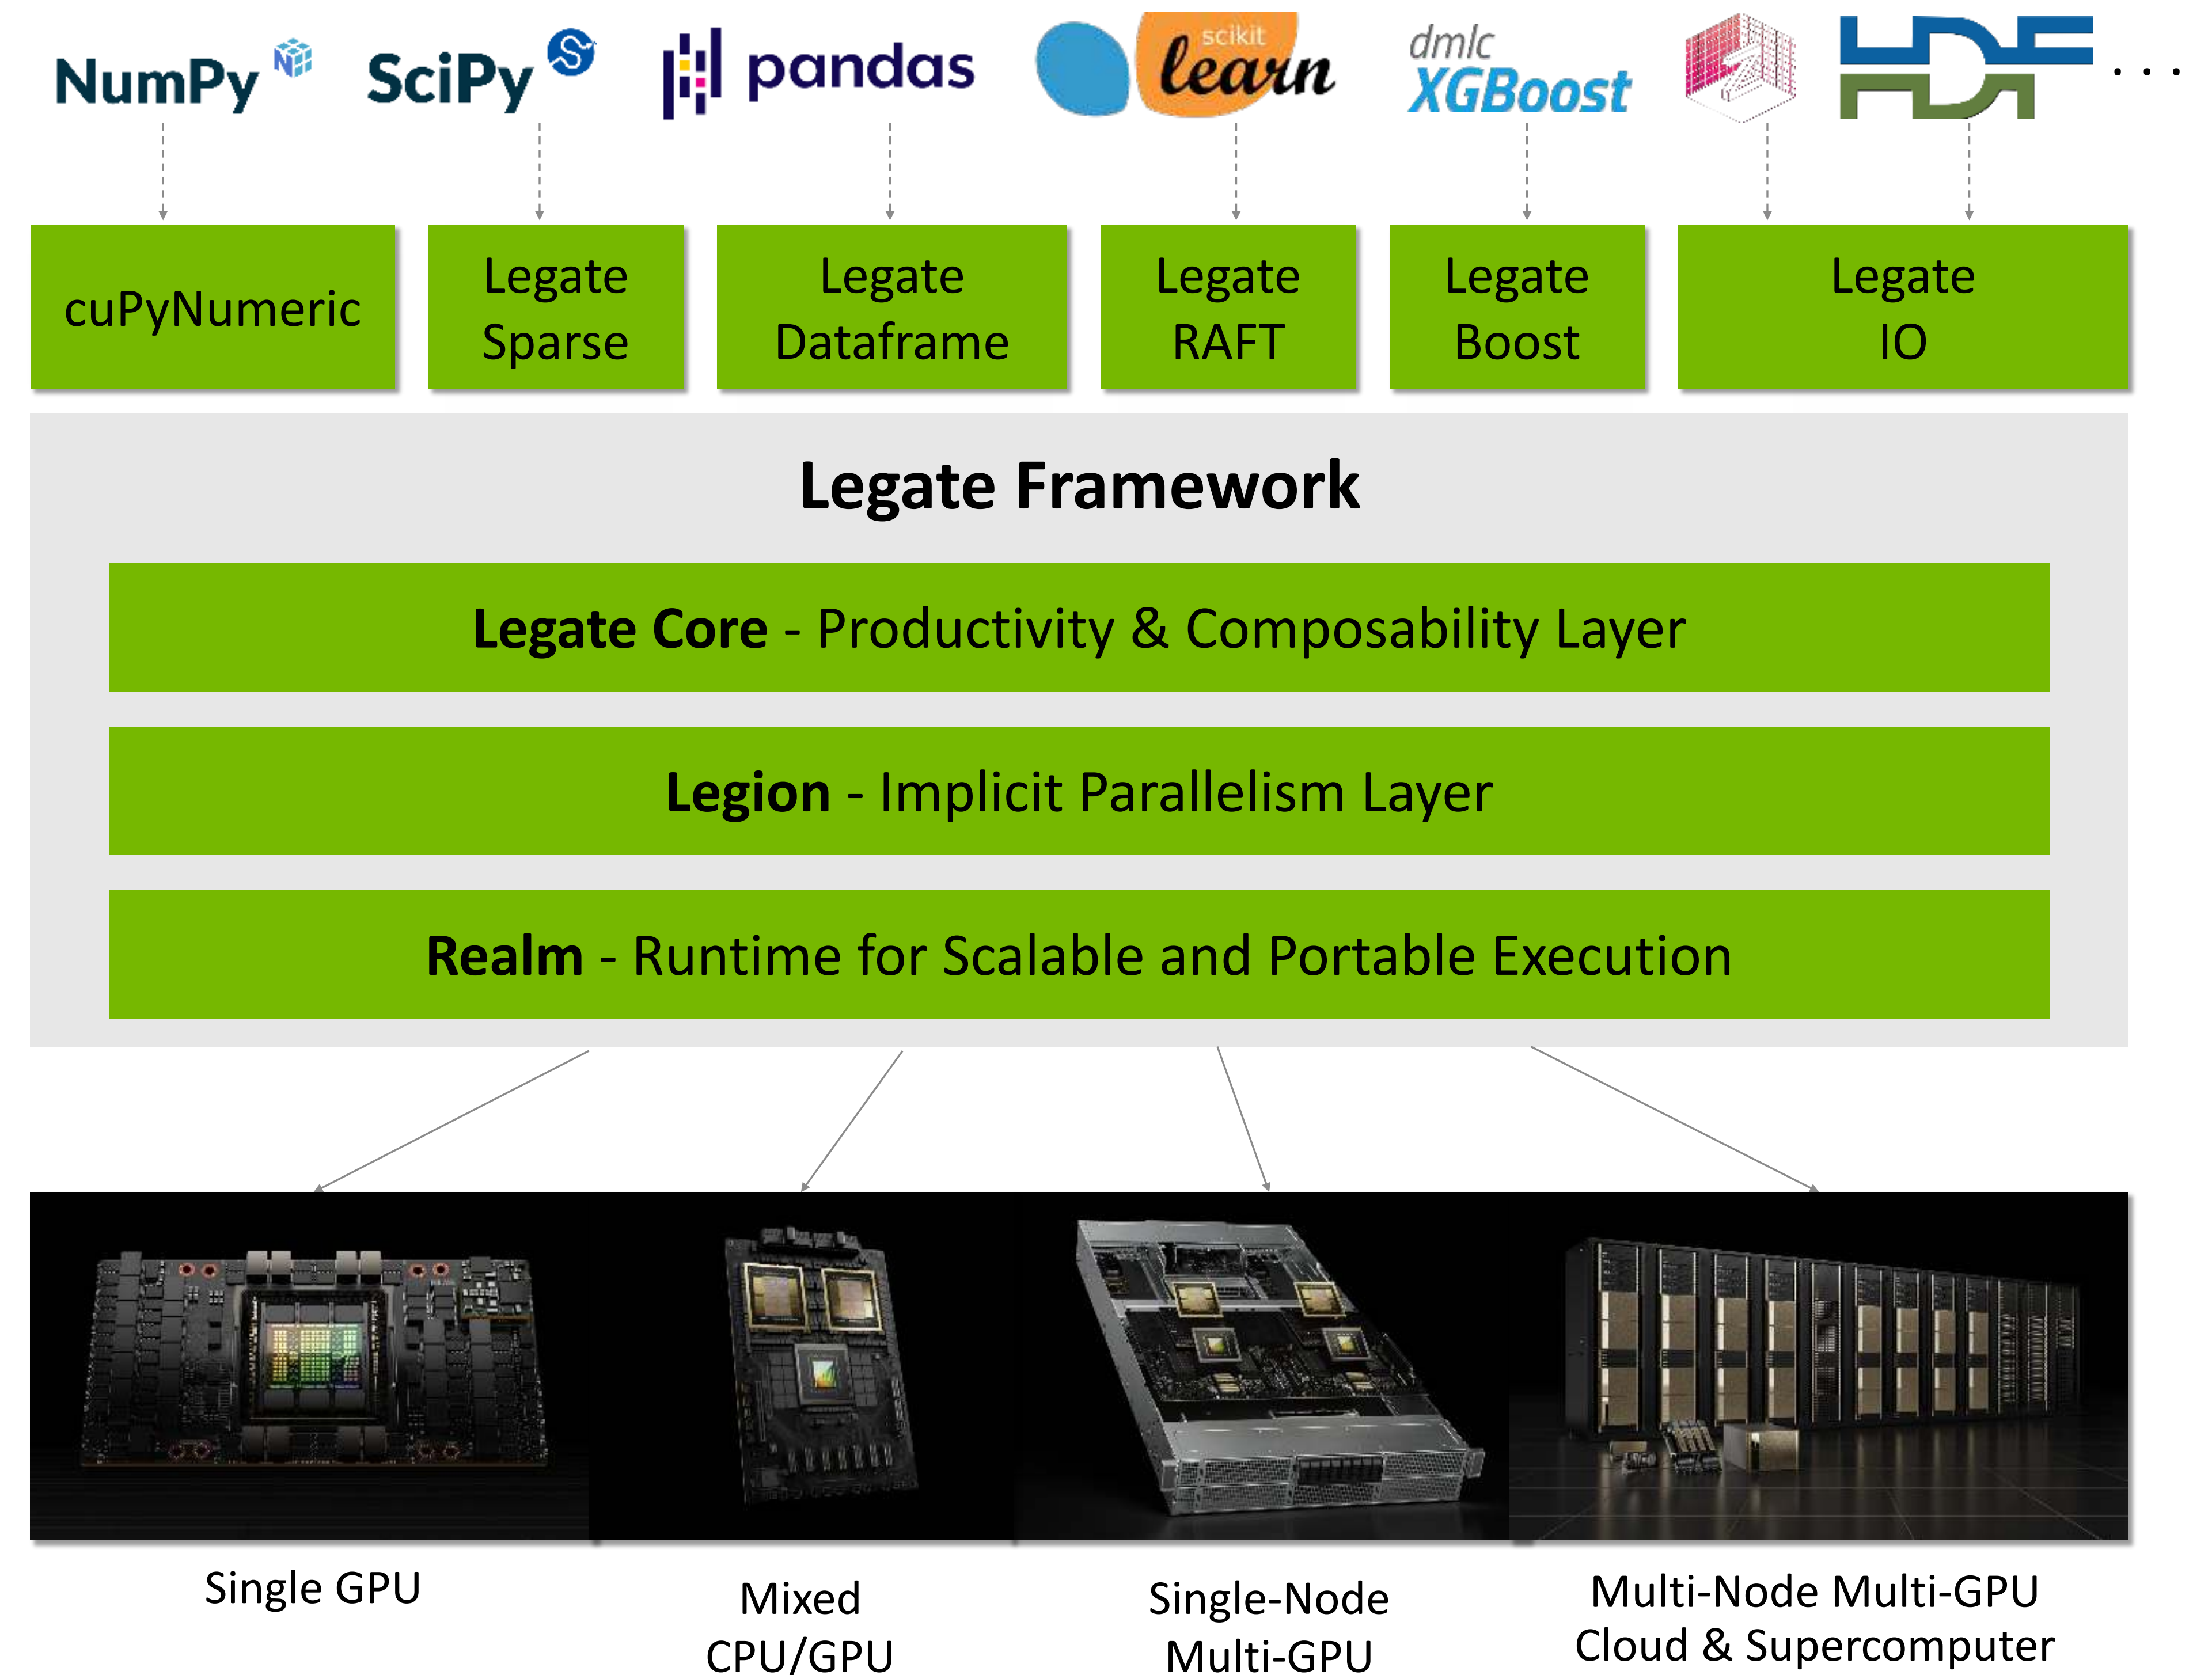 NumPy
SciPy
pandas
scikit
learn
dmlc
XGBoost
HDF
. . .
cuPyNumeric
Legate
Sparse
Legate
Dataframe
Legate
RAFT
Legate
Boost
Legate
IO
Legate Framework
Legate Core - Productivity & Composability Layer
Legion - Implicit Parallelism Layer
Realm - Runtime for Scalable and Portable Execution
Single GPU
Mixed
CPU/GPU
Single-Node
Multi-GPU
Multi-Node Multi-GPU
Cloud & Supercomputer